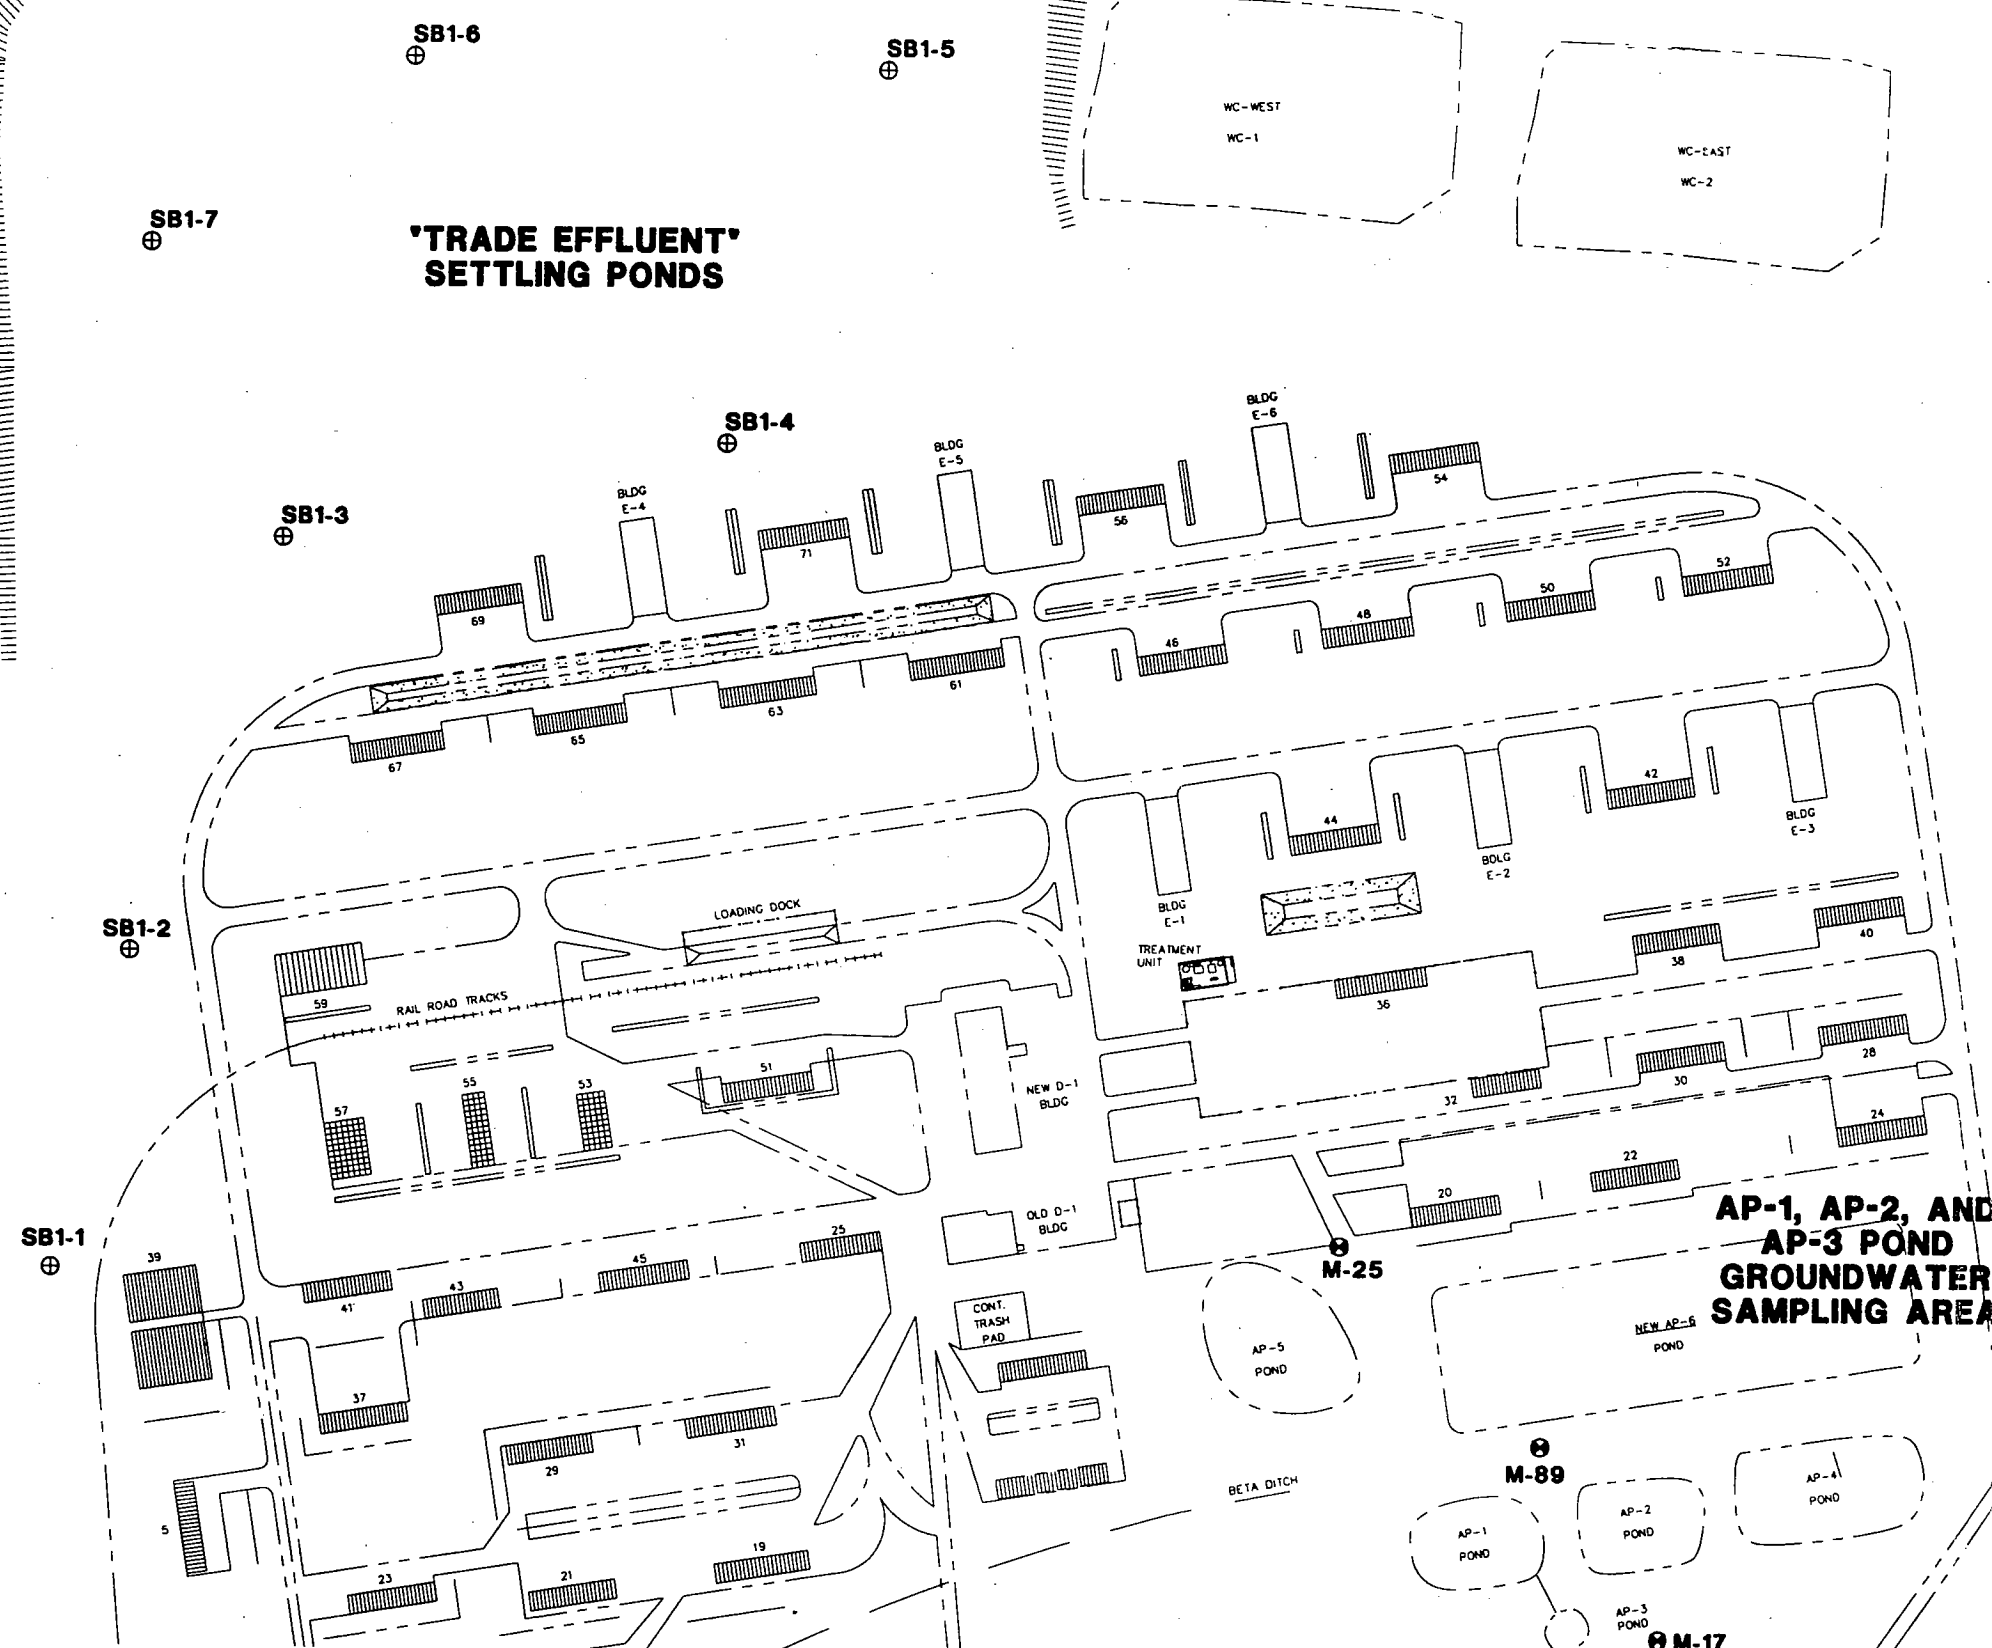 SB1-6
SB1-5
WC-WEST
WC-1
WC-EAST
WC-2
SB1-7
"TRADE EFFLUENT"
SETTLING PONDS
SB1-4
SB1-3
BLDG
E-6
BLDG
E-5
BLDG
E-4
54
56
71
69
52
50
48
46
61
63
65
67
42
44
BLDG
E-3
BDLG
E-2
BLDG
E-1
LOADING DOCK
SB1-2
40
38
TREATMENT
UNIT
36
59
RAIL ROAD TRACKS
28
30
32
51
53
55
57
NEW D-1
BLDG
24
22
20
OLD D-1
BLDG
25
SB1-1
39
45
43
41
AP-1, AP-2, AND
AP-3 POND
GROUNDWATER
SAMPLING AREA
M-25
CONT.
TRASH
PAD
NEW AP-6
POND
AP-5
POND
37
31
29
M-89
BETA DITCH
AP-4
POND
AP-2
POND
AP-1
POND
5
19
21
23
AP-3
POND
M-17